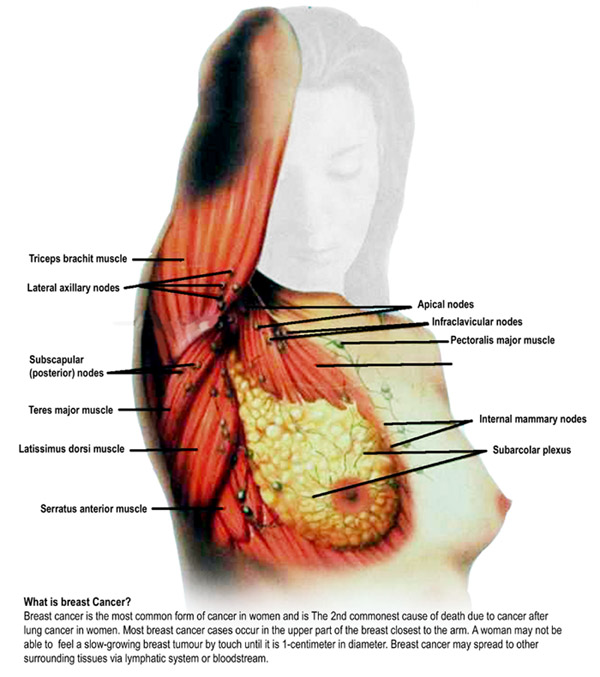 Triceps brachit muscle
Lateral axillary nodes
Apical nodes
Infraclavicular nodes
Pectoralis major muscle
Subscapular
(posterior) nodes
Teres major muscle
Internal mammary nodes
Latissimus dorsi muscle
Subarcolar plexus
Serratus anterior muscle
What is breast Cancer?
Breast cancer is the most common form of cancer in women and is The 2nd commonest cause of death due to cancer after
lung cancer in women. Most breast cancer cases occur in the upper part of the breast closest to the arm. A woman may not be
able to feel a slow-growing breast tumour by touch until it is 1-centimeter in diameter. Breast cancer may spread to other
surrounding tissues via lymphatic system or bloodstream.